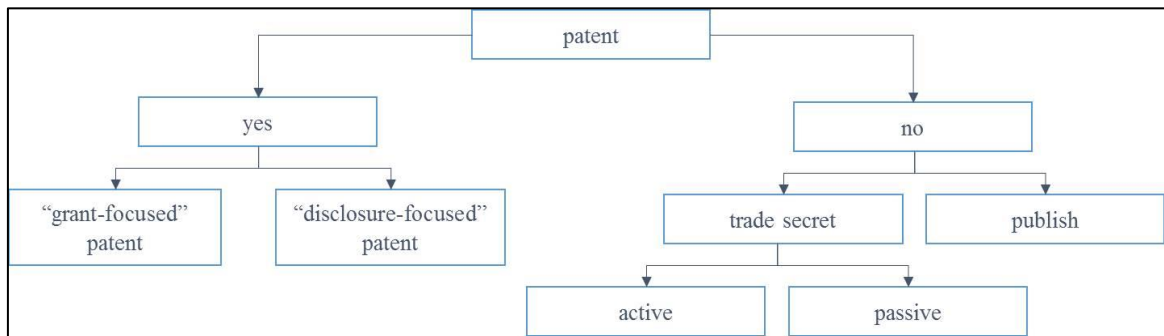 patent
yes
no
“grant-focused”
patent
“disclosure-focused”
patent
trade secret
publish
active
passive